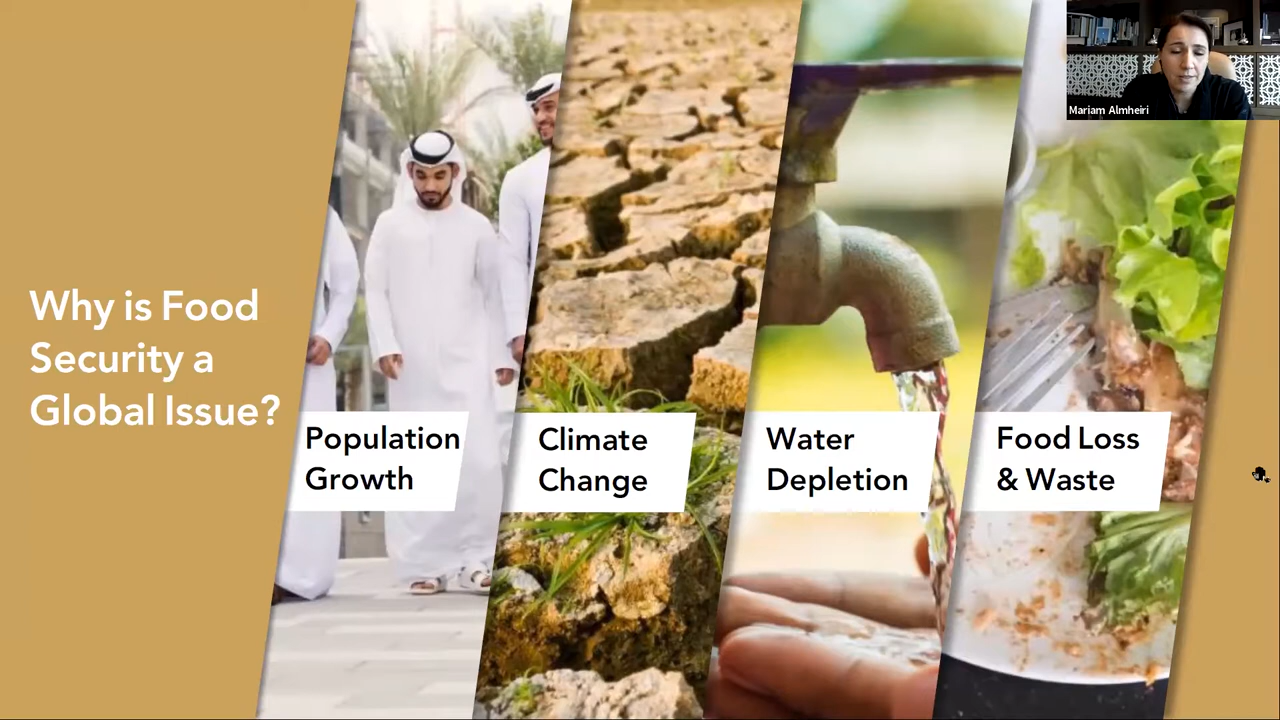 Why is Food
Security a
Global Issue?
Population
Growth
Climate
Change
Water
Depletion
Food Loss
& Waste
Mariam Almheiri